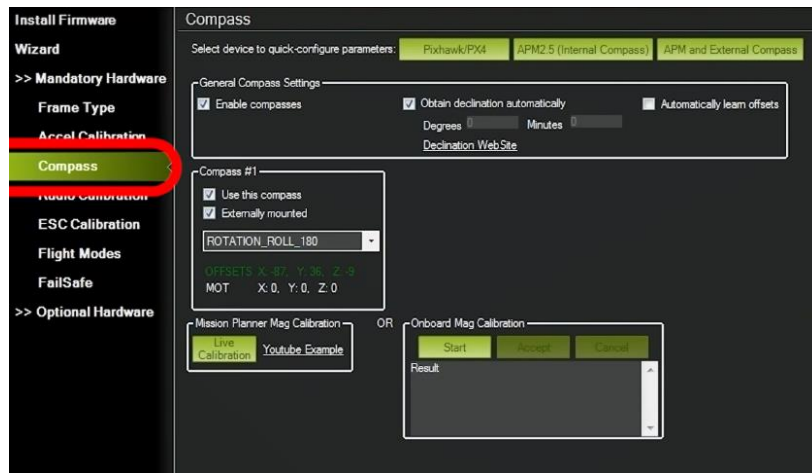 Install Firmware
Wizard
>> Mandatory Hardware
Frame Type
Accel Calibration
Compass
Radio Calibration
ESC Calibration
Flight Modes
FailSafe
>> Optional Hardware
Compass
Select device to quick-configure parameters: Pixhawk/PX4 APM2.5 (Internal Compass) APM and External Compass
General Compass Settings
Enable compasses Obtain declination automatically Automatically learn offsets
Degrees 0 Minutes 0
Declination WebSite
Compass #1
Use this compass
Externally mounted
ROTATION_ROLL_180
OFFSETS X: -87, Y: 36, Z: -9
MOT X: 0, Y: 0, Z: 0
Mission Planner Mag Calibration OR Onboard Mag Calibration
Live Calibration Youtube Example Start Accept Cancel
Result